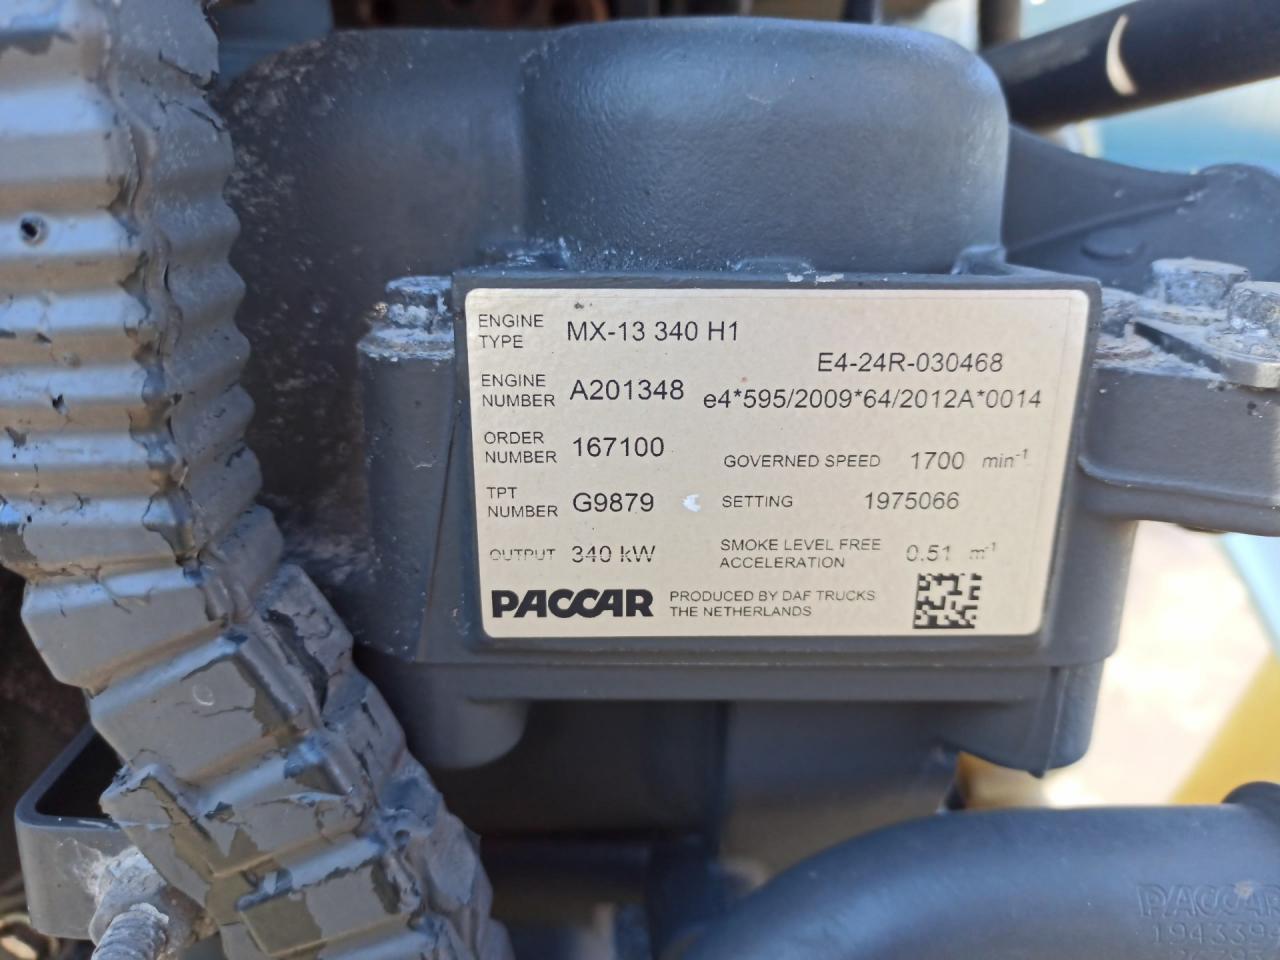 ENGINE TYPE MX-13 340 H1
E4-24R-030468
ENGINE NUMBER A201348 e4*595/2009*64/2012A*0014
ORDER NUMBER 167100
GOVERNED SPEED 1700 min-1
TPT NUMBER G9879
SETTING 1975066
OUTPUT 340 kW
SMOKE LEVEL FREE ACCELERATION 0.51 m-1
PACCAR
PRODUCED BY DAF TRUCKS
THE NETHERLANDS
PACCAR